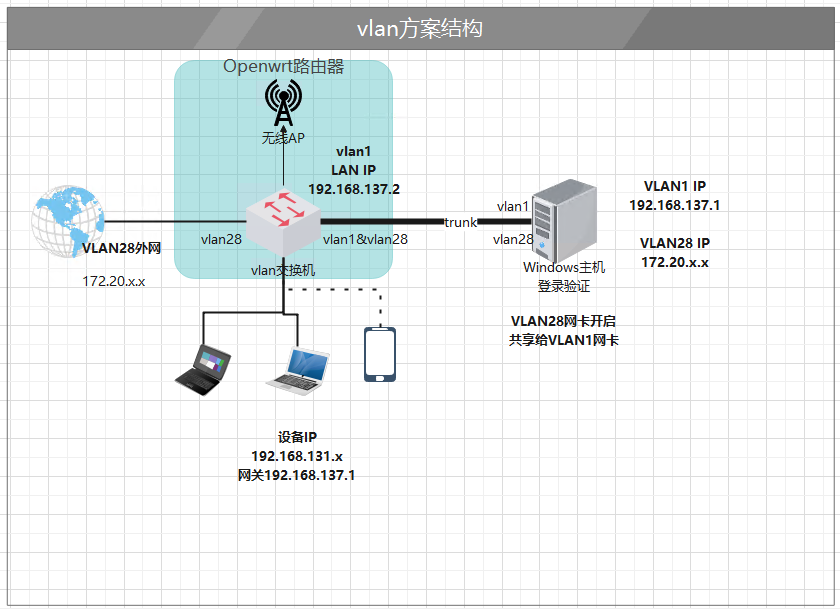 vlan方案结构
Openwrt路由器
无线AP
vlan1
LAN IP
192.168.137.2
vlan28
vlan1&vlan28
vlan交换机
VLAN28外网
172.20.x.x
trunk
vlan1
vlan28
Windows主机
登录验证
VLAN1 IP
192.168.137.1
VLAN28 IP
172.20.x.x
VLAN28网卡开启
共享给VLAN1网卡
设备IP
192.168.131.x
网关192.168.137.1